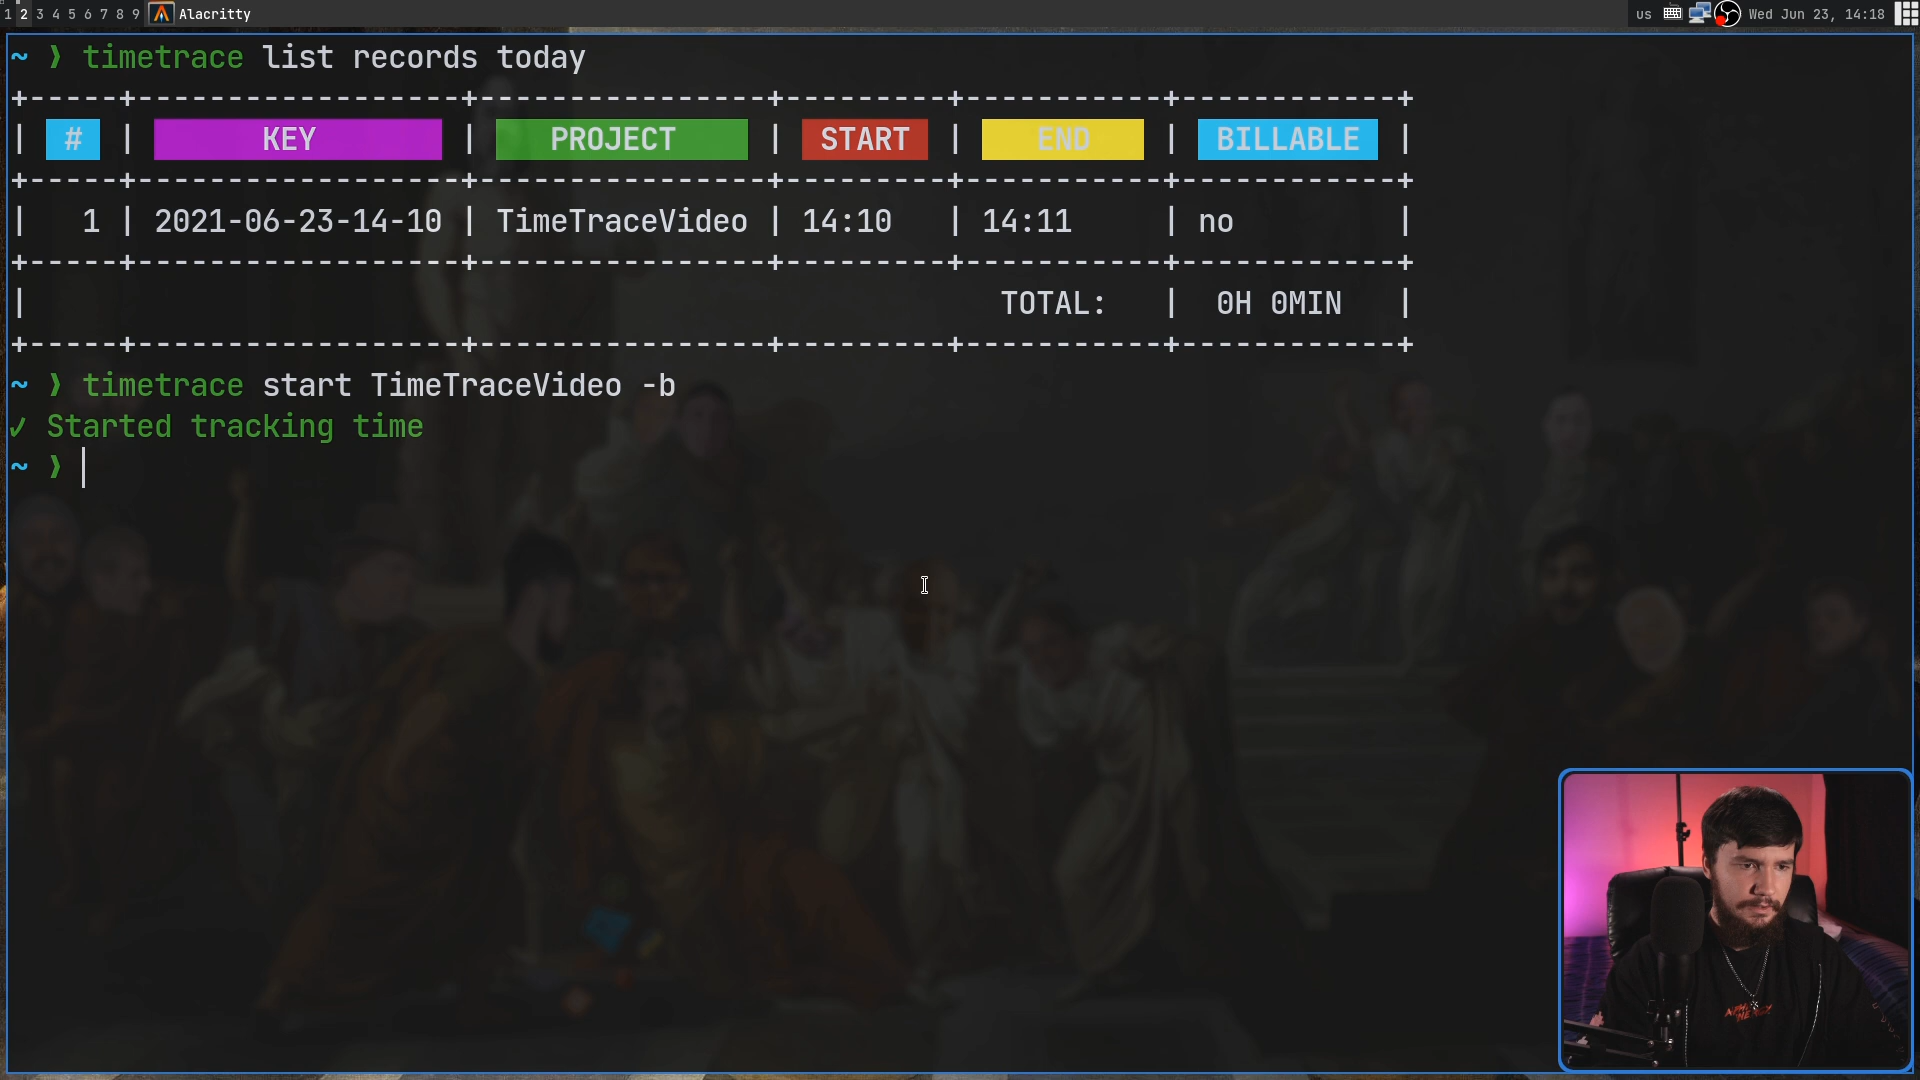 1 2 3 4 5 6 7 8 9 Alacritty us Wed Jun 23, 14:18
~ ❯ timetrace list records today
+-----+------------------+----------------+---------+-----------+------------+
| # | KEY | PROJECT | START | END | BILLABLE |
+-----+------------------+----------------+---------+-----------+------------+
| 1 | 2021-06-23-14-10 | TimeTraceVideo | 14:10 | 14:11 | no |
+-----+------------------+----------------+---------+-----------+------------+
| TOTAL: | 0H 0MIN |
+-----+------------------+----------------+---------+-----------+------------+
~ ❯ timetrace start TimeTraceVideo -b
✓ Started tracking time
~ ❯